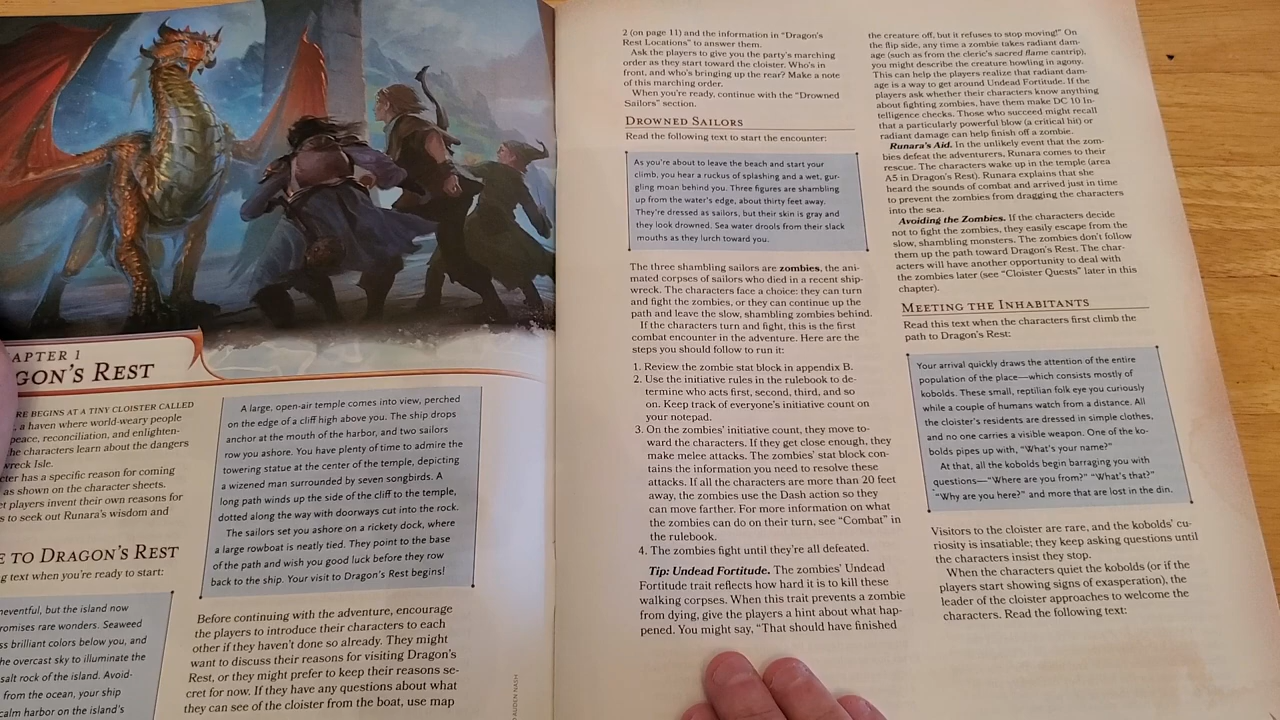 APTER 1
GON'S REST
RE BEGINS AT A TINY CLOISTER CALLED
, a haven where world-weary people
peace, reconciliation, and enlighten-
he characters learn about the dangers
wreck Isle.
cter has a specific reason for coming
as shown on the character sheets.
et players invent their own reasons for
s to seek out Runara's wisdom and
E TO DRAGON'S REST
ng text when you're ready to start:
neventful, but the island now
romises rare wonders. Seaweed
ss brilliant colors below you, and
he overcast sky to illuminate the
salt rock of the island. Avoid-
from the ocean, your ship
calm harbor on the island's
A large, open-air temple comes into view, perched
on the edge of a cliff high above you. The ship drops
anchor at the mouth of the harbor, and two sailors
row you ashore. You have plenty of time to admire the
towering statue at the center of the temple, depicting
a wizened man surrounded by seven songbirds. A
long path winds up the side of the cliff to the temple,
dotted along the way with doorways cut into the rock.
The sailors set you ashore on a rickety dock, where
a large rowboat is neatly tied. They point to the base
of the path and wish you good luck before they row
back to the ship. Your visit to Dragon's Rest begins!
Before continuing with the adventure, encourage
the players to introduce their characters to each
other if they haven't done so already. They might
want to discuss their reasons for visiting Dragon's
Rest, or they might prefer to keep their reasons se-
cret for now. If they have any questions about what
they can see of the cloister from the boat, use map
AUDEN NASH
2 (on page 11) and the information in "Dragon's
Rest Locations" to answer them.
Ask the players to give you the party's marching
order as they start toward the cloister. Who's in
front, and who's bringing up the rear? Make a note
of this marching order.
When you're ready, continue with the "Drowned
Sailors" section.
DROWNED SAILORS
Read the following text to start the encounter:
As you're about to leave the beach and start your
climb, you hear a ruckus of splashing and a wet, gur-
gling moan behind you. Three figures are shambling
up from the water's edge, about thirty feet away.
They're dressed as sailors, but their skin is gray and
they look drowned. Sea water drools from their slack
mouths as they lurch toward you.
The three shambling sailors are zombies, the ani-
mated corpses of sailors who died in a recent ship-
wreck. The characters face a choice: they can turn
and fight the zombies, or they can continue up the
path and leave the slow, shambling zombies behind.
If the characters turn and fight, this is the first
combat encounter in the adventure. Here are the
steps you should follow to run it:
1. Review the zombie stat block in appendix B.
2. Use the initiative rules in the rulebook to de-
termine who acts first, second, third, and so
on. Keep track of everyone's initiative count on
your notepad.
3. On the zombies' initiative count, they move to-
ward the characters. If they get close enough, they
make melee attacks. The zombies' stat block con-
tains the information you need to resolve these
attacks. If all the characters are more than 20 feet
away, the zombies use the Dash action so they
can move farther. For more information on what
the zombies can do on their turn, see "Combat" in
the rulebook.
4. The zombies fight until they're all defeated.
Tip: Undead Fortitude. The zombies' Undead
Fortitude trait reflects how hard it is to kill these
walking corpses. When this trait prevents a zombie
from dying, give the players a hint about what hap-
pened. You might say, "That should have finished
the creature off, but it refuses to stop moving!" On
the flip side, any time a zombie takes radiant dam-
age (such as from the cleric's sacred flame cantrip),
you might describe the creature howling in agony.
This can help the players realize that radiant dam-
age is a way to get around Undead Fortitude. If the
players ask whether their characters know anything
about fighting zombies, have them make DC 10 In-
telligence checks. Those who succeed might recall
that a particularly powerful blow (a critical hit) or
radiant damage can help finish off a zombie.
Runara's Aid. In the unlikely event that the zom-
bies defeat the adventurers, Runara comes to their
rescue. The characters wake up in the temple (area
A5 in Dragon's Rest). Runara explains that she
heard the sounds of combat and arrived just in time
to prevent the zombies from dragging the characters
into the sea.
Avoiding the Zombies. If the characters decide
not to fight the zombies, they easily escape from the
slow, shambling monsters. The zombies don't follow
them up the path toward Dragon's Rest. The char-
acters will have another opportunity to deal with
the zombies later (see "Cloister Quests" later in this
chapter).
MEETING THE INHABITANTS
Read this text when the characters first climb the
path to Dragon's Rest:
Your arrival quickly draws the attention of the entire
population of the place—which consists mostly of
kobolds. These small, reptilian folk eye you curiously
while a couple of humans watch from a distance. All
the cloister's residents are dressed in simple clothes,
and no one carries a visible weapon. One of the ko-
bolds pipes up with, "What's your name?"
At that, all the kobolds begin barraging you with
questions—"Where are you from?" "What's that?"
"Why are you here?" and more that are lost in the din.
Visitors to the cloister are rare, and the kobolds' cu-
riosity is insatiable; they keep asking questions until
the characters insist they stop.
When the characters quiet the kobolds (or if the
players start showing signs of exasperation), the
leader of the cloister approaches to welcome the
characters. Read the following text: